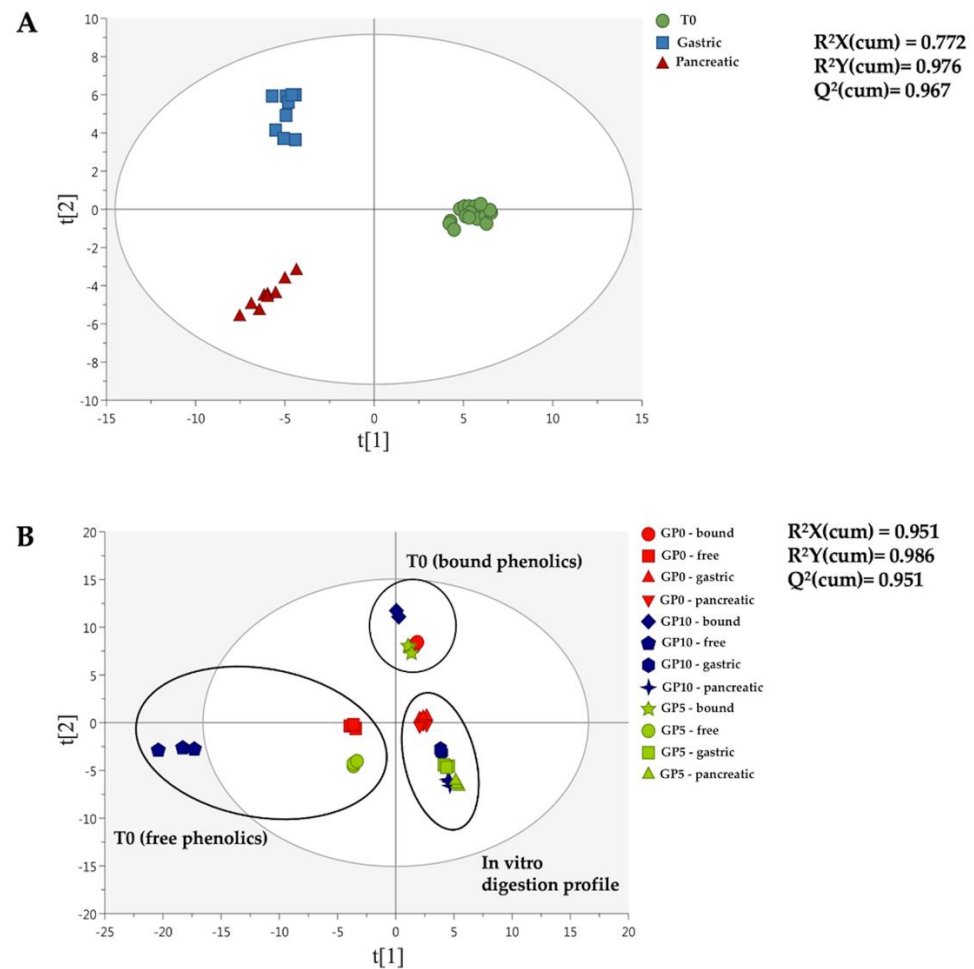 A
10
8
6
4
2
0
-2
-4
-6
-8
-10
t[2]
-15
-10
-5
0
5
10
15
t[1]
T0
Gastric
Pancreatic
R²X(cum) = 0.772
R²Y(cum) = 0.976
Q²(cum)= 0.967
B
20
15
10
5
0
-5
-10
-15
-20
t[2]
-25
-20
-15
-10
-5
0
5
10
15
20
t[1]
T0 (bound phenolics)
T0 (free phenolics)
In vitro
digestion profile
GP0 - bound
GP0 - free
GP0 - gastric
GP0 - pancreatic
GP10 - bound
GP10 - free
GP10 - gastric
GP10 - pancreatic
GP5 - bound
GP5 - free
GP5 - gastric
GP5 - pancreatic
R²X(cum) = 0.951
R²Y(cum)= 0.986
Q²(cum)= 0.951